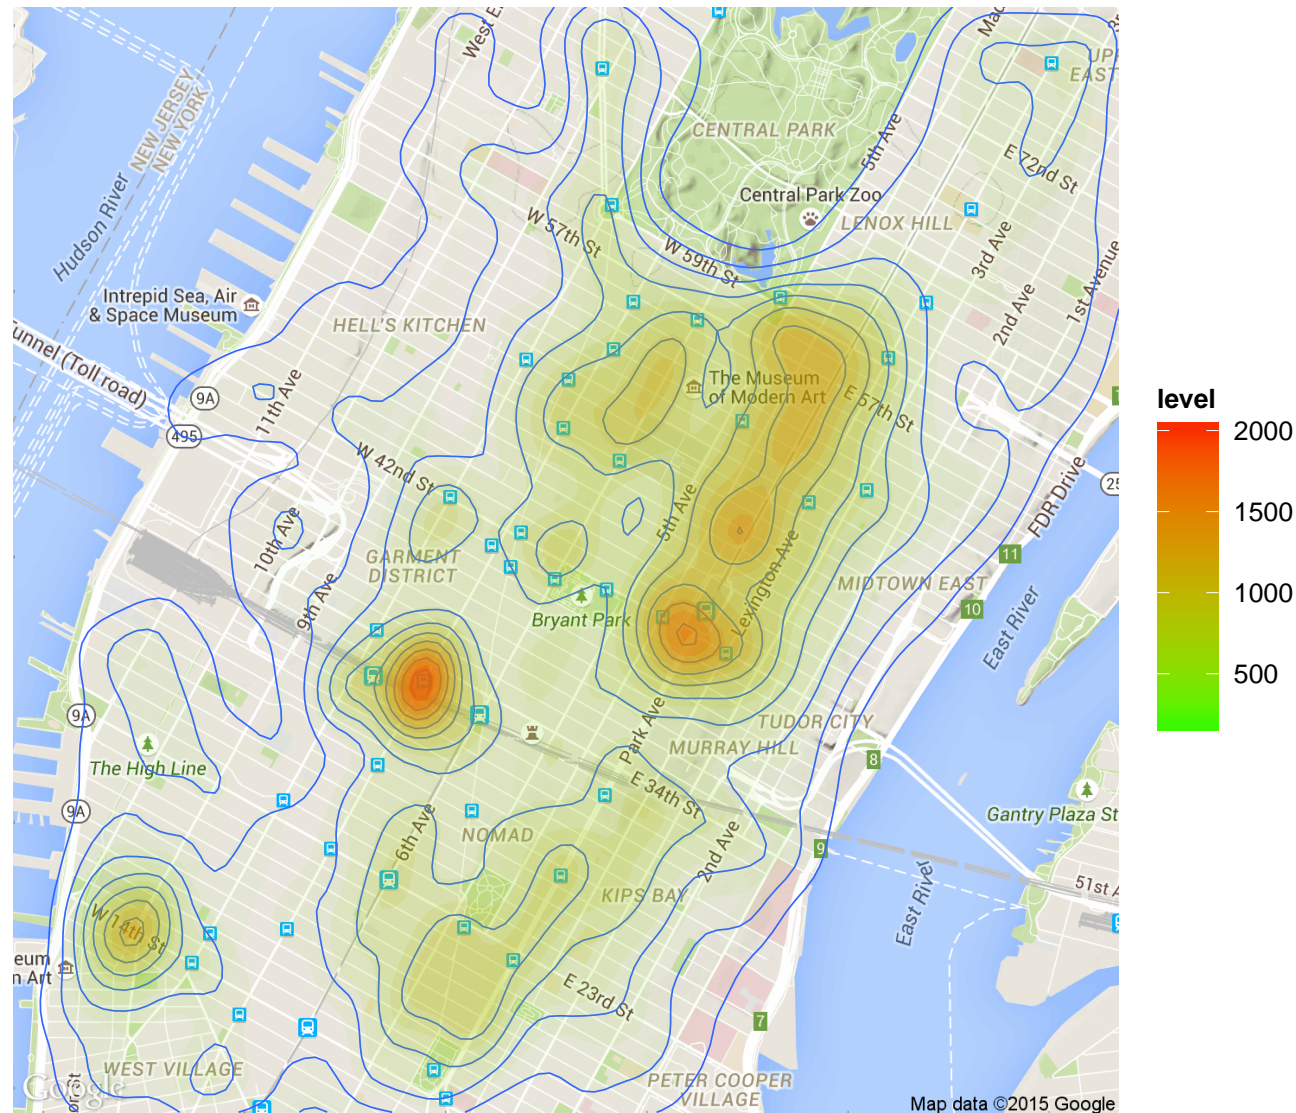 West E
Mad
UP
EAST
NEW JERSEY
NEW YORK
CENTRAL PARK
5th Ave
E 72nd St
Hudson River
Central Park Zoo
LENOX HILL
W 57th St
W 59th St
3rd Ave
1st Avenue
2nd Ave
Intrepid Sea, Air
& Space Museum
HELL'S KITCHEN
unnel (Toll road)
9A
11th Ave
The Museum
of Modern Art
E 57th St
495
W 42nd St
25
FDR Drive
5th Ave
10th Ave
GARMENT
DISTRICT
11
MIDTOWN EAST
Lexington Ave
9th Ave
Bryant Park
10
East River
9A
TUDOR CITY
Park Ave
MURRAY HILL
The High Line
8
E 34th St
9A
Gantry Plaza St
6th Ave
NOMAD
2nd Ave
9
51st A
KIPS BAY
W 14th St
East River
eum
n Art
E 23rd St
7
WEST VILLAGE
Google
PETER COOPER
VILLAGE
Map data ©2015 Google
level
2000
1500
1000
500